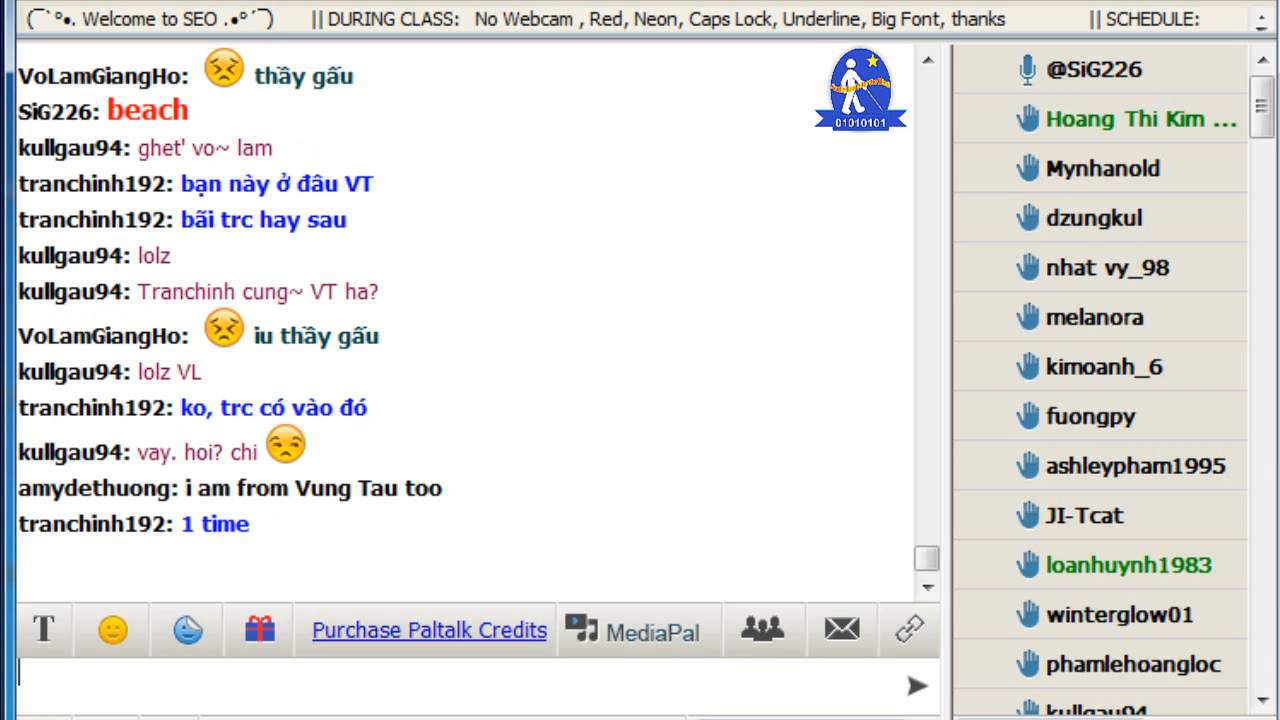 (¯`°•. Welcome to SEO .•°´¯) || DURING CLASS: No Webcam , Red, Neon, Caps Lock, Underline, Big Font, thanks || SCHEDULE:
VoLamGiangHo: thầy gấu
SiG226: beach
kullgau94: ghet' vo~ lam
tranchinh192: bạn này ở đâu VT
tranchinh192: bãi trc hay sau
kullgau94: lolz
kullgau94: Tranchinh cung~ VT ha?
VoLamGiangHo: iu thầy gấu
kullgau94: lolz VL
tranchinh192: ko, trc có vào đó
kullgau94: vay. hoi? chi
amydethuong: i am from Vung Tau too
tranchinh192: 1 time
01010101
T
Purchase Paltalk Credits
MediaPal
@SiG226
Hoang Thi Kim ...
Mynhanold
dzungkul
nhat vy_98
melanora
kimoanh_6
fuongpy
ashleypham1995
JI-Tcat
loanhuynh1983
winterglow01
phamlehoangloc
kullgau94